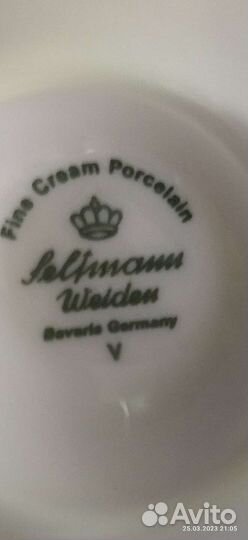 Fine Cream Porcelain
Seltmann
Weiden
Bavaria Germany
V
Avito
25.03.2023 21:05